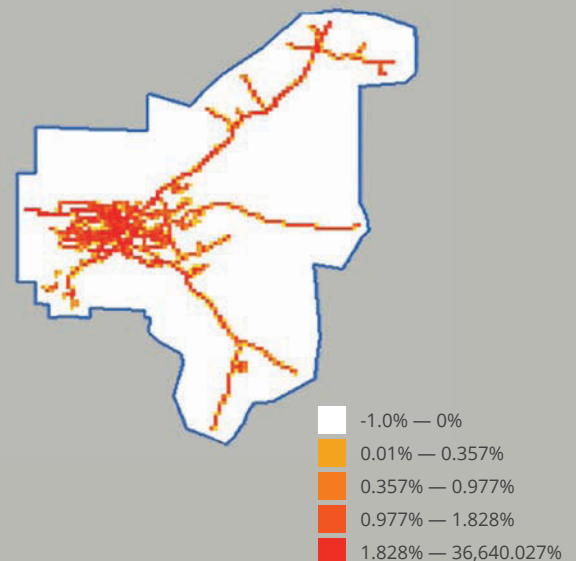 -1.0% — 0%
0.01% — 0.357%
0.357% — 0.977%
0.977% — 1.828%
1.828% — 36,640.027%